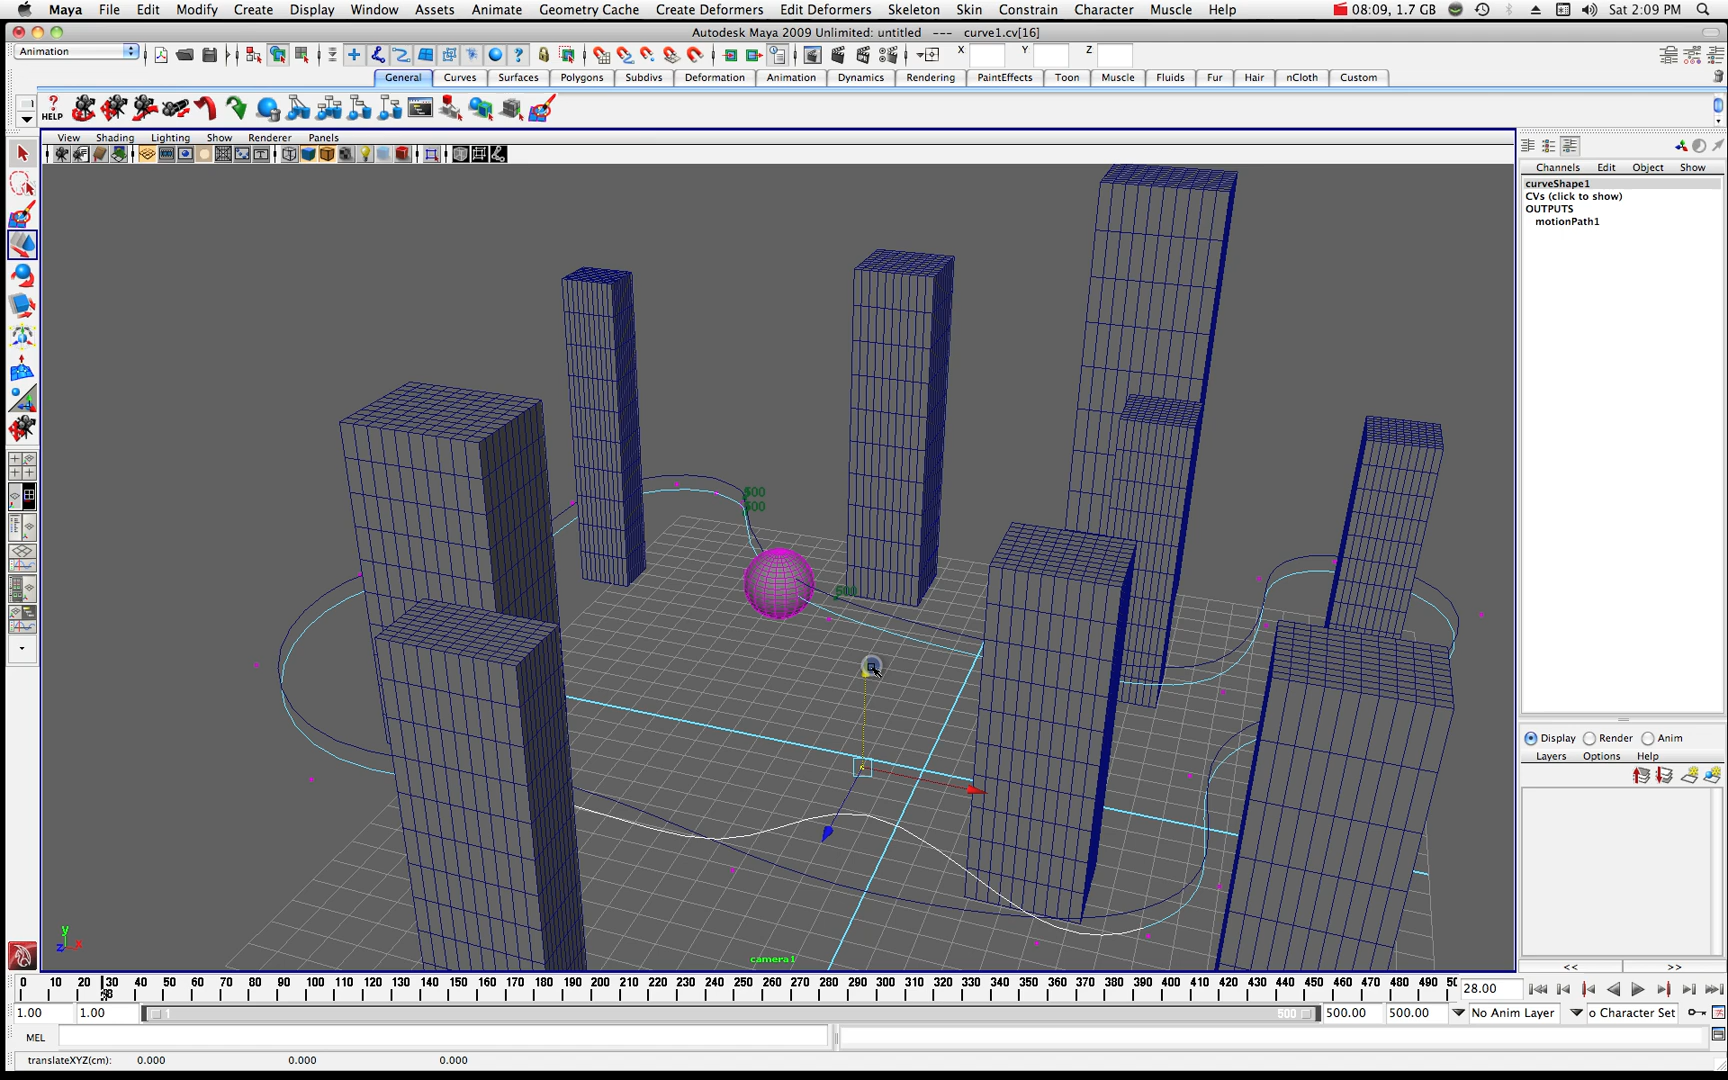 Maya File Edit Modify Create Display Window Assets Animate Geometry Cache Create Deformers Edit Deformers Skeleton Skin Constrain Character Muscle Help 08:09, 1.7 GB Sat 2:09 PM
Autodesk Maya 2009 Unlimited: untitled --- curve1.cv[16]
Animation X Y Z
General Curves Surfaces Polygons Subdivs Deformation Animation Dynamics Rendering PaintEffects Toon Muscle Fluids Fur Hair nCloth Custom
? HELP
View Shading Lighting Show Renderer Panels
Channels Edit Object Show
curveShape1
CVs (click to show)
OUTPUTS
motionPath1
500
500
500
Display Render Anim
Layers Options Help
y
z x
camera1
<< >>
0 10 20 30 40 50 60 70 80 90 100 110 120 130 140 150 160 170 180 190 200 210 220 230 240 250 260 270 280 290 300 310 320 330 340 350 360 370 380 390 400 410 420 430 440 450 460 470 480 490 50 28.00
28
1.00 1.00 1 500 500.00 500.00 No Anim Layer o Character Set
MEL
translateXYZ(cm): 0.000 0.000 0.000